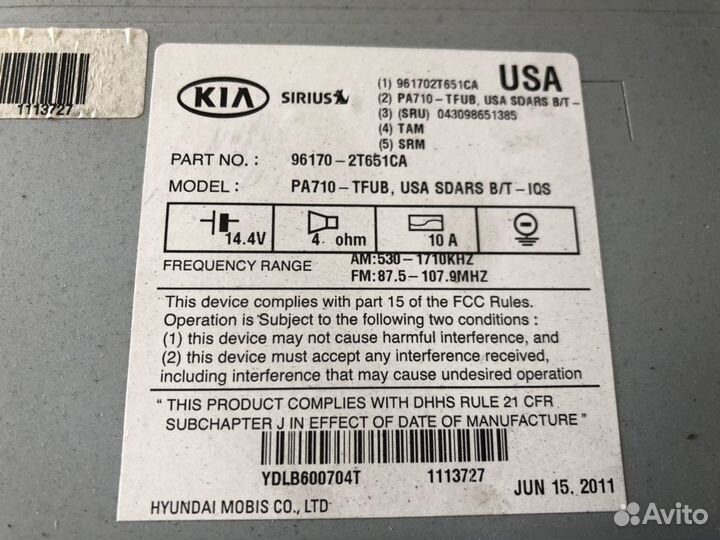 1113727
KIA
SIRIUS
USA
(1) 961702T651CA
(2) PA710-TFUB, USA SDARS B/T-
(3) (SRU) 043098651385
(4) TAM
(5) SRM
PART NO. : 96170-2T651CA
MODEL : PA710-TFUB, USA SDARS B/T-IQS
14.4V
4 ohm
10 A
FREQUENCY RANGE
AM:530-1710KHZ
FM:87.5-107.9MHZ
This device complies with part 15 of the FCC Rules.
Operation is Subject to the following two conditions :
(1) this device may not cause harmful interference, and
(2) this device must accept any interference received,
including interference that may cause undesired operation
" THIS PRODUCT COMPLIES WITH DHHS RULE 21 CFR
SUBCHAPTER J IN EFFECT OF DATE OF MANUFACTURE "
YDLB600704T 1113727
JUN 15. 2011
HYUNDAI MOBIS CO., LTD
Avito